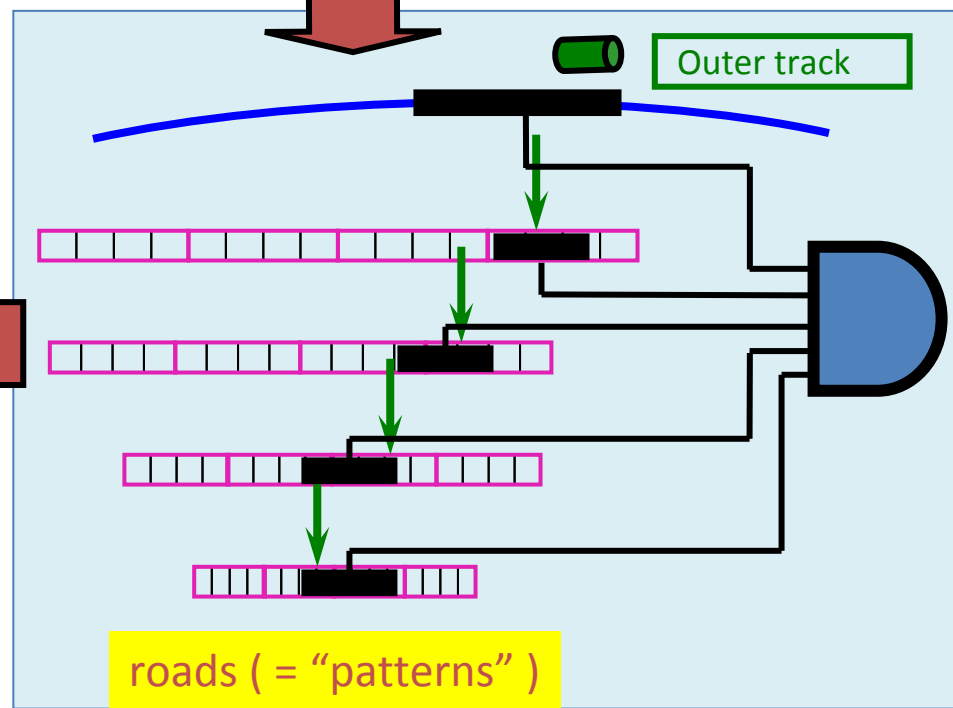 Outer track
roads ( = “patterns” )